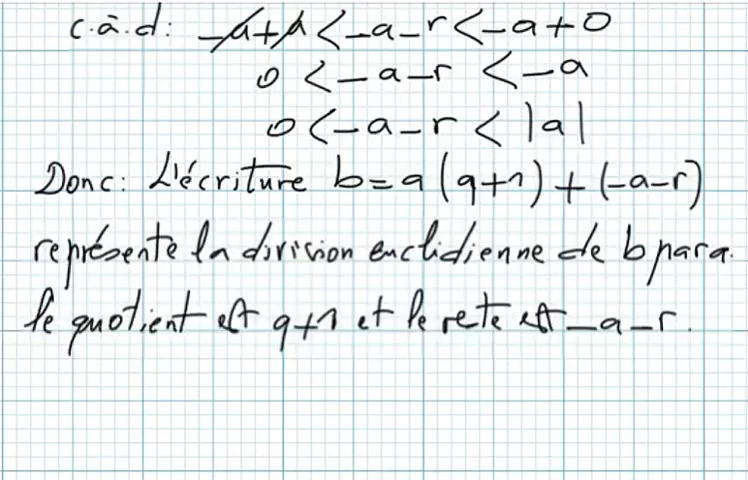 c.à.d: -a+a < -a-r < -a+0
0 < -a-r < -a
0 < -a-r < |a|
Donc: L'écriture b=a(q+1)+(-a-r)
représente la division euclidienne de b par a.
le quotient est q+1 et le reste est -a-r.